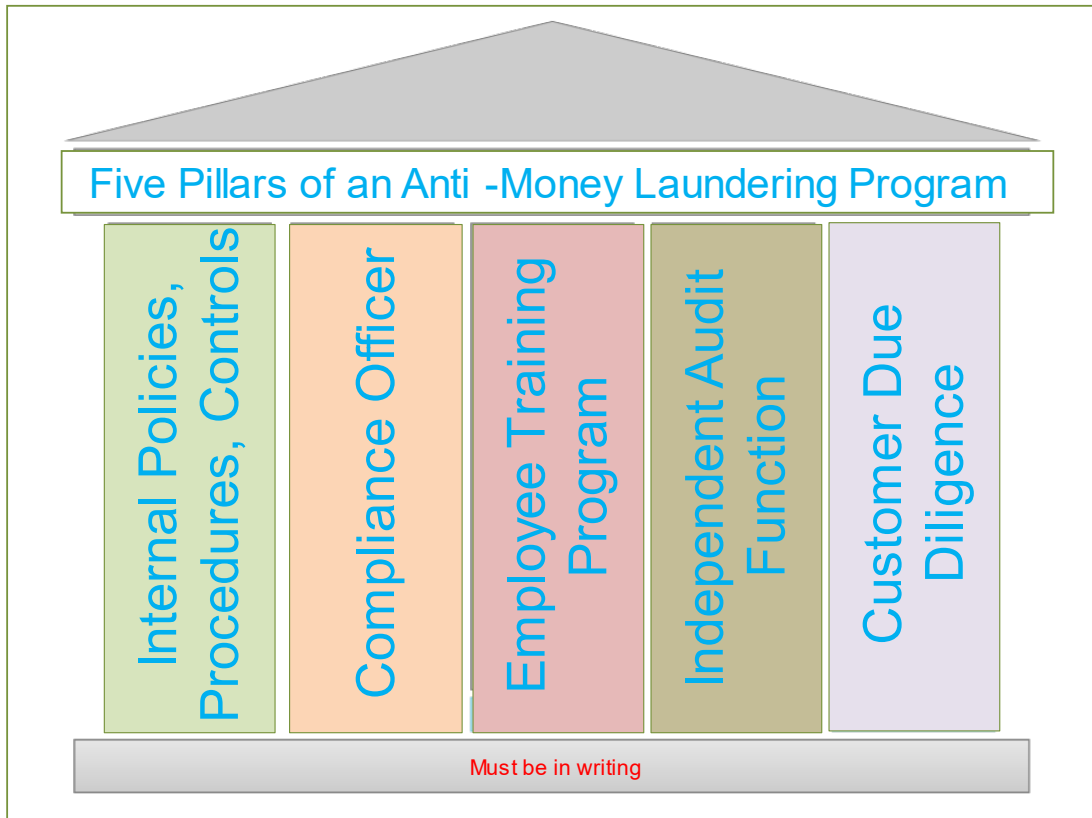 Five Pillars of an Anti -Money Laundering Program
Internal Policies,
Procedures, Controls
Compliance Officer
Employee Training
Program
Independent Audit
Function
Customer Due
Diligence
Must be in writing